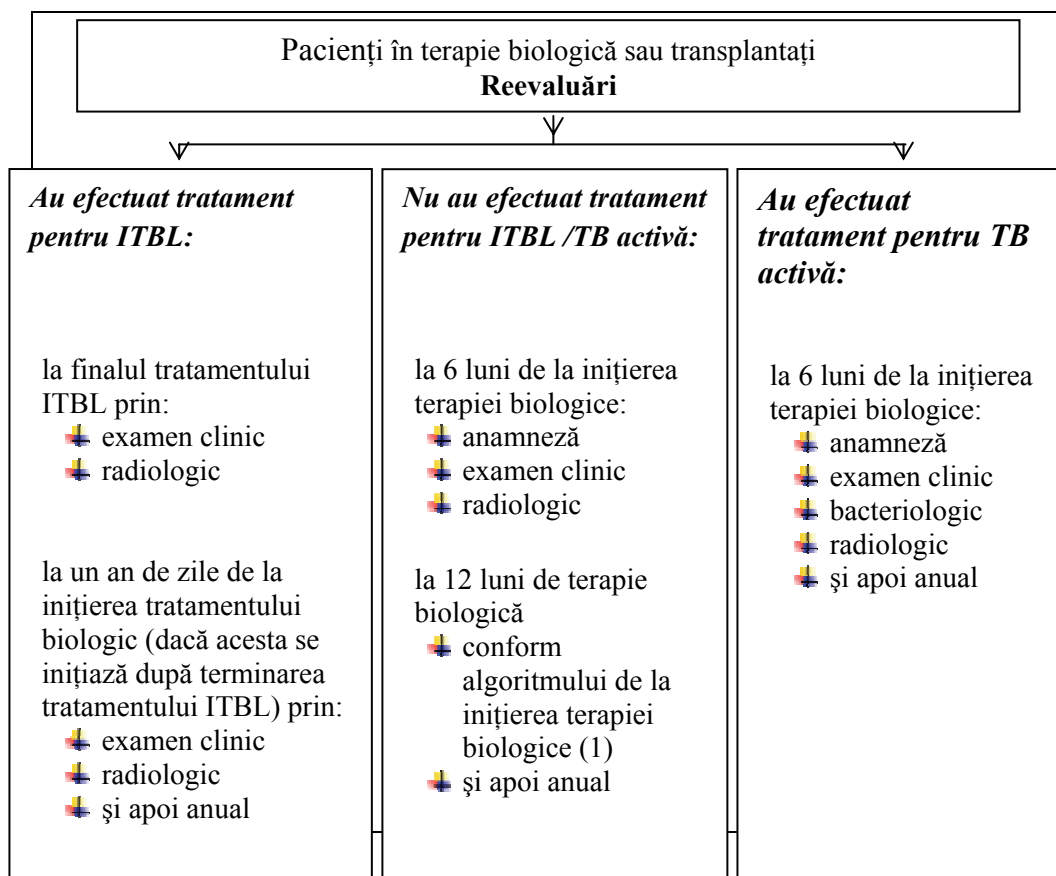 Pacienți în terapie biologică sau transplantați
Reevaluări
Au efectuat tratament
pentru ITBL:
la finalul tratamentului
ITBL prin:
examen clinic
radiologic
la un an de zile de la
inițierea tratamentului
biologic (dacă acesta se
inițiază după terminarea
tratamentului ITBL) prin:
examen clinic
radiologic
şi apoi anual
Nu au efectuat tratament
pentru ITBL /TB activă:
la 6 luni de la inițierea
terapiei biologice:
anamneză
examen clinic
radiologic
la 12 luni de terapie
biologică
conform
algoritmului de la
inițierea terapiei
biologice (1)
şi apoi anual
Au efectuat
tratament pentru TB
activă:
la 6 luni de la inițierea
terapiei biologice:
anamneză
examen clinic
bacteriologic
radiologic
şi apoi anual